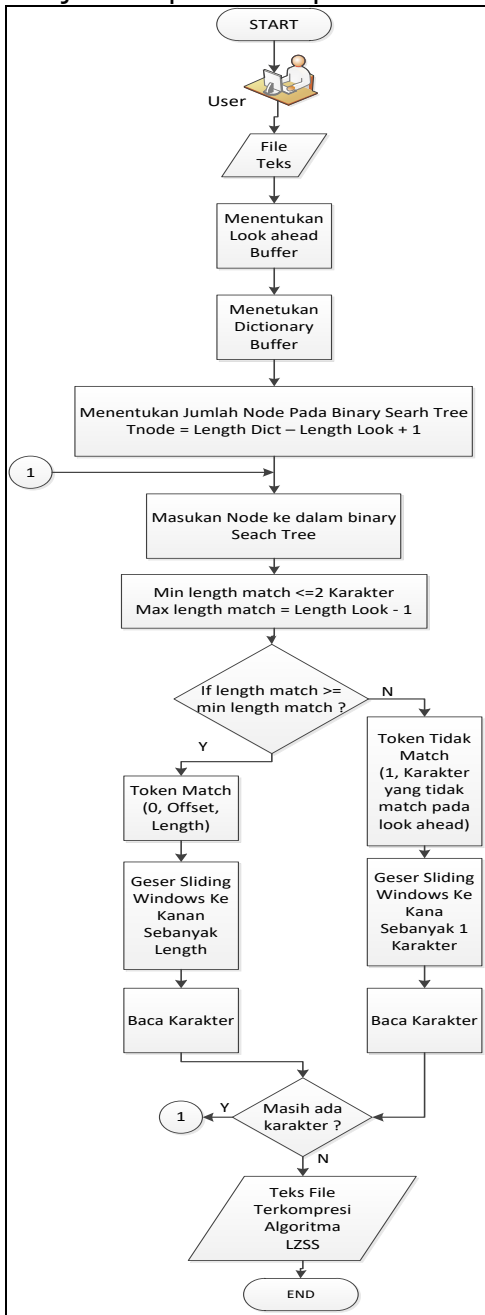 START
User
File
Teks
Menentukan
Look ahead
Buffer
Menetukan
Dictionary
Buffer
Menentukan Jumlah Node Pada Binary Searh Tree
Tnode = Length Dict – Length Look + 1
1
Masukan Node ke dalam binary
Seach Tree
Min length match <=2 Karakter
Max length match = Length Look - 1
If length match >=
min length match ?
N
Y
Token Match
(0, Offset,
Length)
Token Tidak
Match
(1, Karakter
yang tidak
match pada
look ahead)
Geser Sliding
Windows Ke
Kanan
Sebanyak
Length
Geser Sliding
Windows Ke
Kana
Sebanyak 1
Karakter
Baca Karakter
Baca Karakter
Masih ada
karakter ?
Y
1
N
Teks File
Terkompresi
Algoritma
LZSS
END